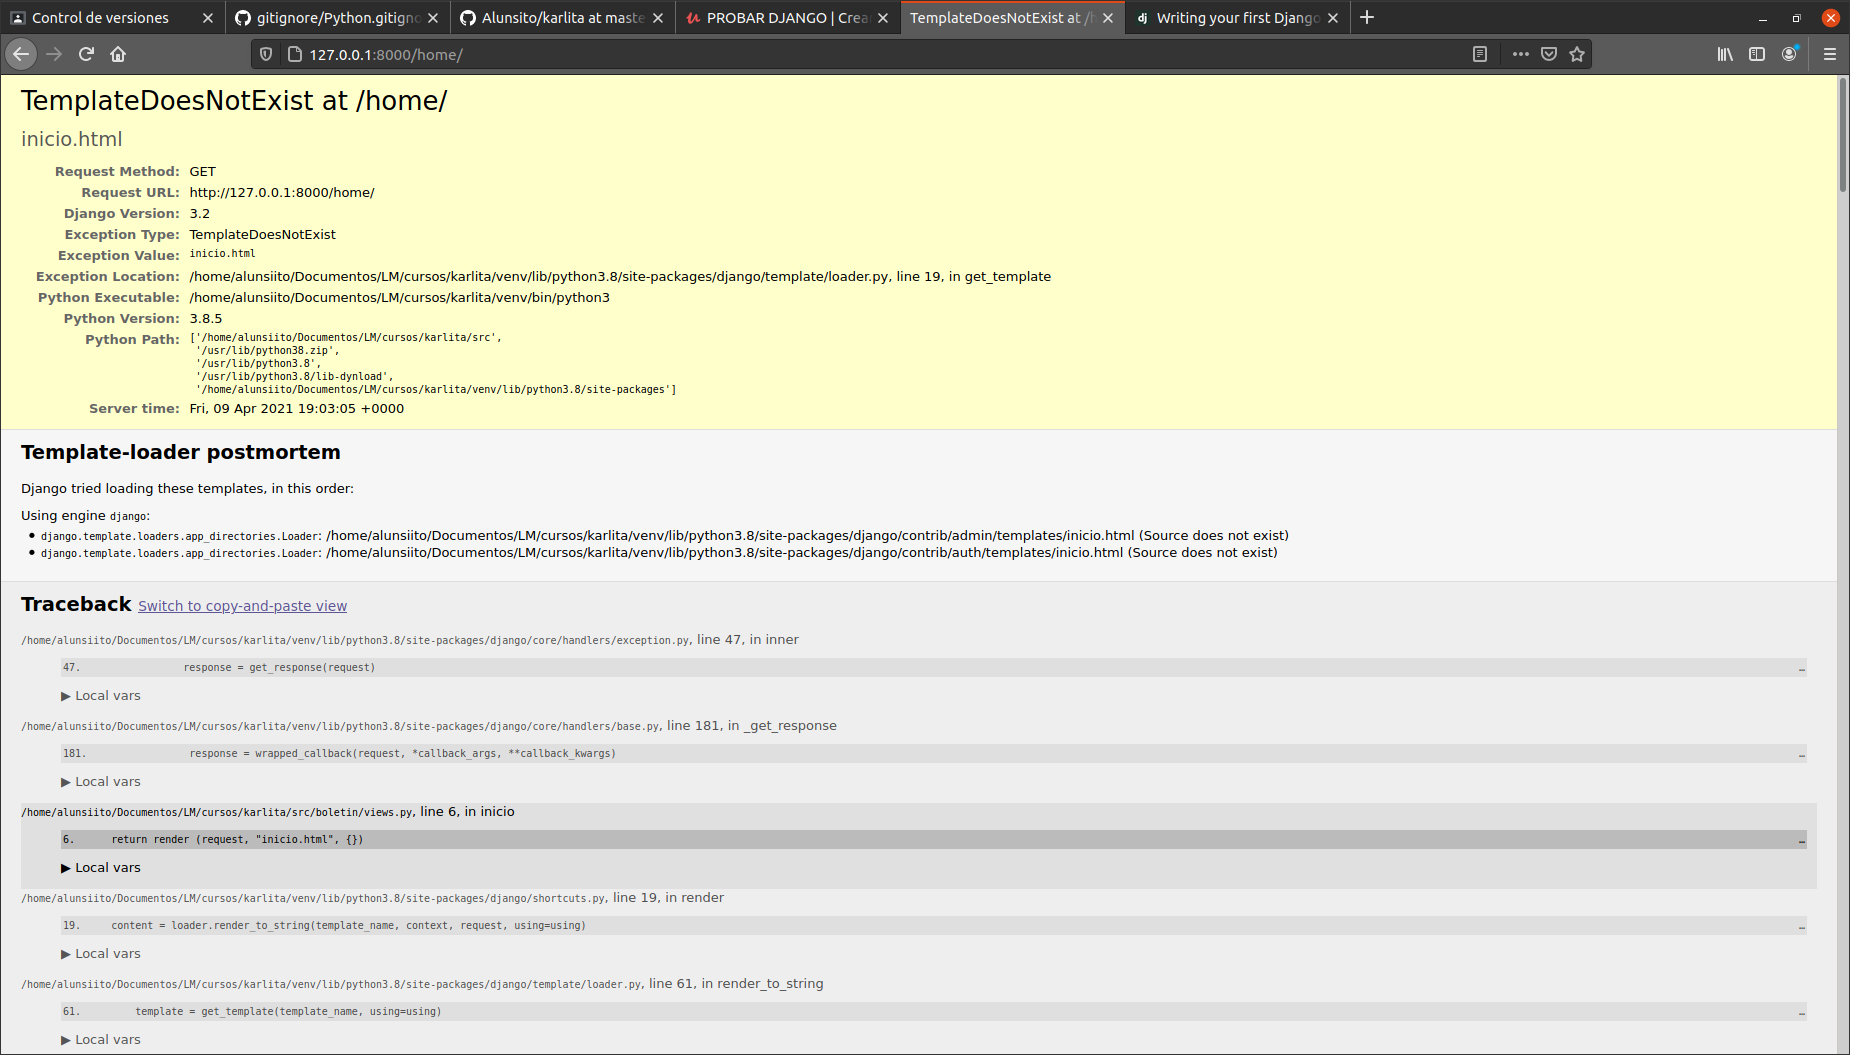 Control de versiones
gitignore/Python.gitigno
Alunsito/karlita at maste
PROBAR DJANGO | Crea
TemplateDoesNotExist at /h
dj Writing your first Django
127.0.0.1:8000/home/
TemplateDoesNotExist at /home/
inicio.html
Request Method: GET
Request URL: http://127.0.0.1:8000/home/
Django Version: 3.2
Exception Type: TemplateDoesNotExist
Exception Value: inicio.html
Exception Location: /home/alunsiito/Documentos/LM/cursos/karlita/venv/lib/python3.8/site-packages/django/template/loader.py, line 19, in get_template
Python Executable: /home/alunsiito/Documentos/LM/cursos/karlita/venv/bin/python3
Python Version: 3.8.5
Python Path: ['/home/alunsiito/Documentos/LM/cursos/karlita/src',
'/usr/lib/python38.zip',
'/usr/lib/python3.8',
'/usr/lib/python3.8/lib-dynload',
'/home/alunsiito/Documentos/LM/cursos/karlita/venv/lib/python3.8/site-packages']
Server time: Fri, 09 Apr 2021 19:03:05 +0000
Template-loader postmortem
Django tried loading these templates, in this order:
Using engine django:
• django.template.loaders.app_directories.Loader: /home/alunsiito/Documentos/LM/cursos/karlita/venv/lib/python3.8/site-packages/django/contrib/admin/templates/inicio.html (Source does not exist)
• django.template.loaders.app_directories.Loader: /home/alunsiito/Documentos/LM/cursos/karlita/venv/lib/python3.8/site-packages/django/contrib/auth/templates/inicio.html (Source does not exist)
Traceback Switch to copy-and-paste view
/home/alunsiito/Documentos/LM/cursos/karlita/venv/lib/python3.8/site-packages/django/core/handlers/exception.py, line 47, in inner
47. response = get_response(request) …
▶ Local vars
/home/alunsiito/Documentos/LM/cursos/karlita/venv/lib/python3.8/site-packages/django/core/handlers/base.py, line 181, in _get_response
181. response = wrapped_callback(request, *callback_args, **callback_kwargs) …
▶ Local vars
/home/alunsiito/Documentos/LM/cursos/karlita/src/boletin/views.py, line 6, in inicio
6. return render (request, "inicio.html", {}) …
▶ Local vars
/home/alunsiito/Documentos/LM/cursos/karlita/venv/lib/python3.8/site-packages/django/shortcuts.py, line 19, in render
19. content = loader.render_to_string(template_name, context, request, using=using) …
▶ Local vars
/home/alunsiito/Documentos/LM/cursos/karlita/venv/lib/python3.8/site-packages/django/template/loader.py, line 61, in render_to_string
61. template = get_template(template_name, using=using) …
▶ Local vars